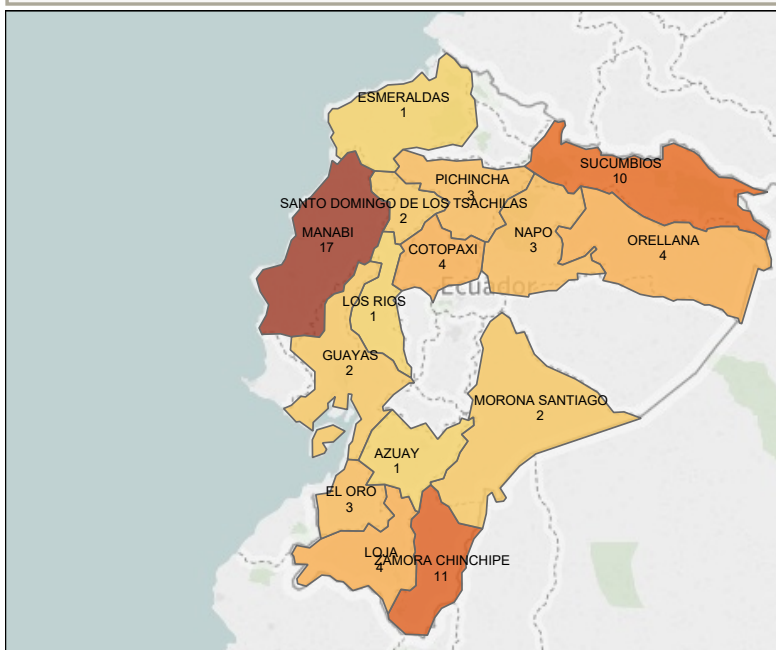 ESMERALDAS
1
SUCUMBIOS
10
PICHINCHA
3
SANTO DOMINGO DE LOS TSACHILAS
2
MANABI
17
NAPO
3
ORELLANA
4
COTOPAXI
4
Ecuador
LOS RIOS
1
GUAYAS
2
MORONA SANTIAGO
2
AZUAY
1
EL ORO
3
LOJA
4
ZAMORA CHINCHIPE
11